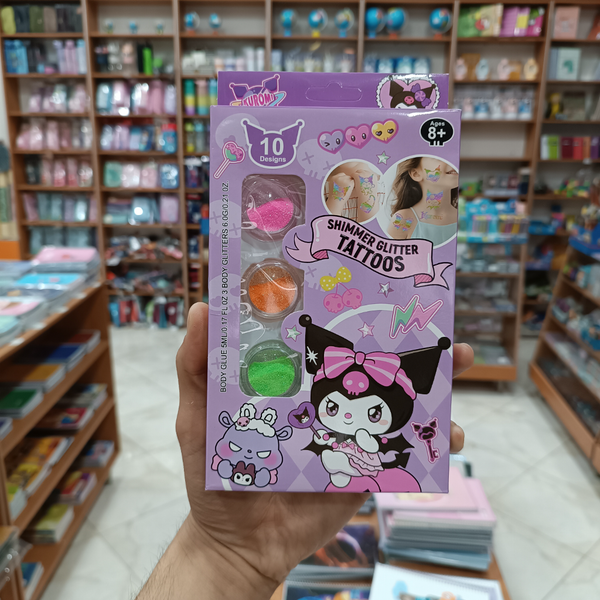 KUROMI
10
Designs
Ages
8+
SHIMMER GLITTER
TATTOOS
BODY GLUE 5ML/0.17 FL.OZ 3 BODY GLITTERS 6.0G/0.21.OZ